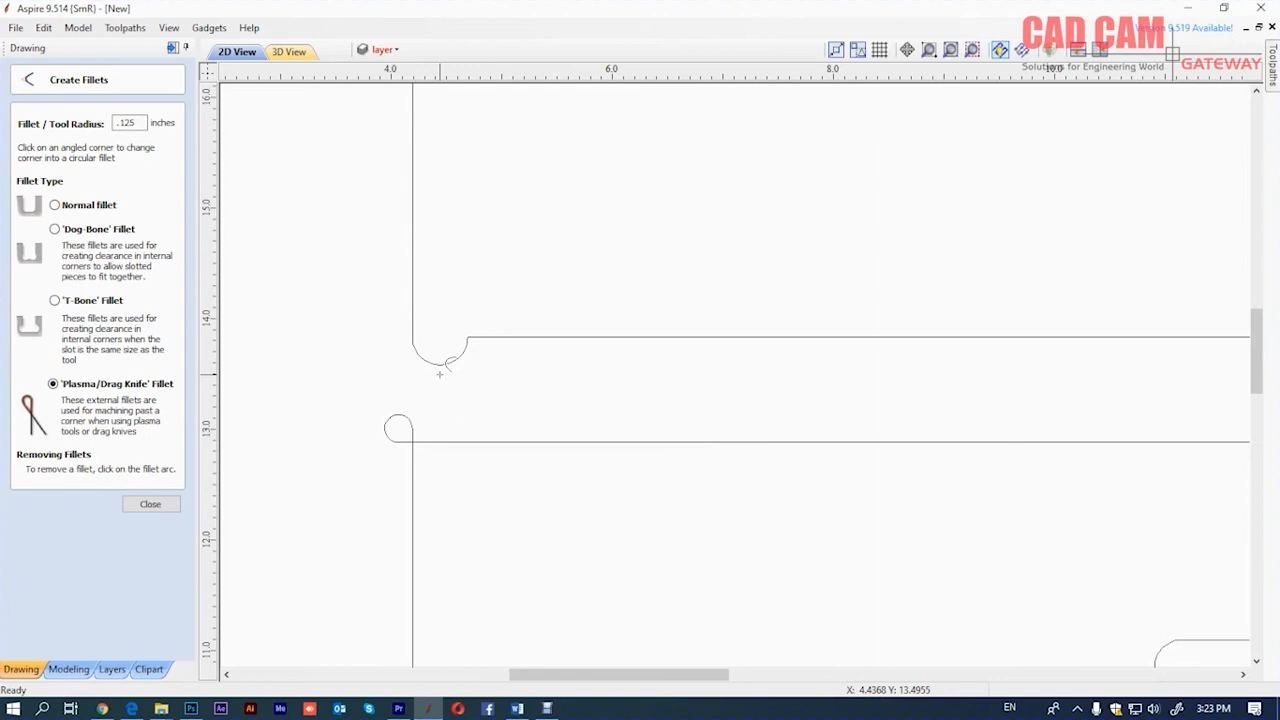 Aspire 9.514 {SmR} - [New]
File Edit Model Toolpaths View Gadgets Help
CAD CAM
Version 9.519 Available!
GATEWAY
Solutions for Engineering World
Drawing
2D View 3D View layer
Toolpaths
Create Fillets
4.0 6.0 8.0 10.0
16.0
15.0
14.0
13.0
12.0
11.0
Fillet / Tool Radius: .125 inches
Click on an angled corner to change
corner into a circular fillet
Fillet Type
Normal fillet
'Dog-Bone' Fillet
These fillets are used for
creating clearance in internal
corners to allow slotted
pieces to fit together.
'T-Bone' Fillet
These fillets are used for
creating clearance in
internal corners when the
slot is the same size as the
tool
'Plasma/Drag Knife' Fillet
These external fillets are
used for machining past a
corner when using plasma
tools or drag knives
Removing Fillets
To remove a fillet, click on the fillet arc.
Close
Drawing Modeling Layers Clipart
Ready
X: 4.4368 Y: 13.4955
EN 3:23 PM